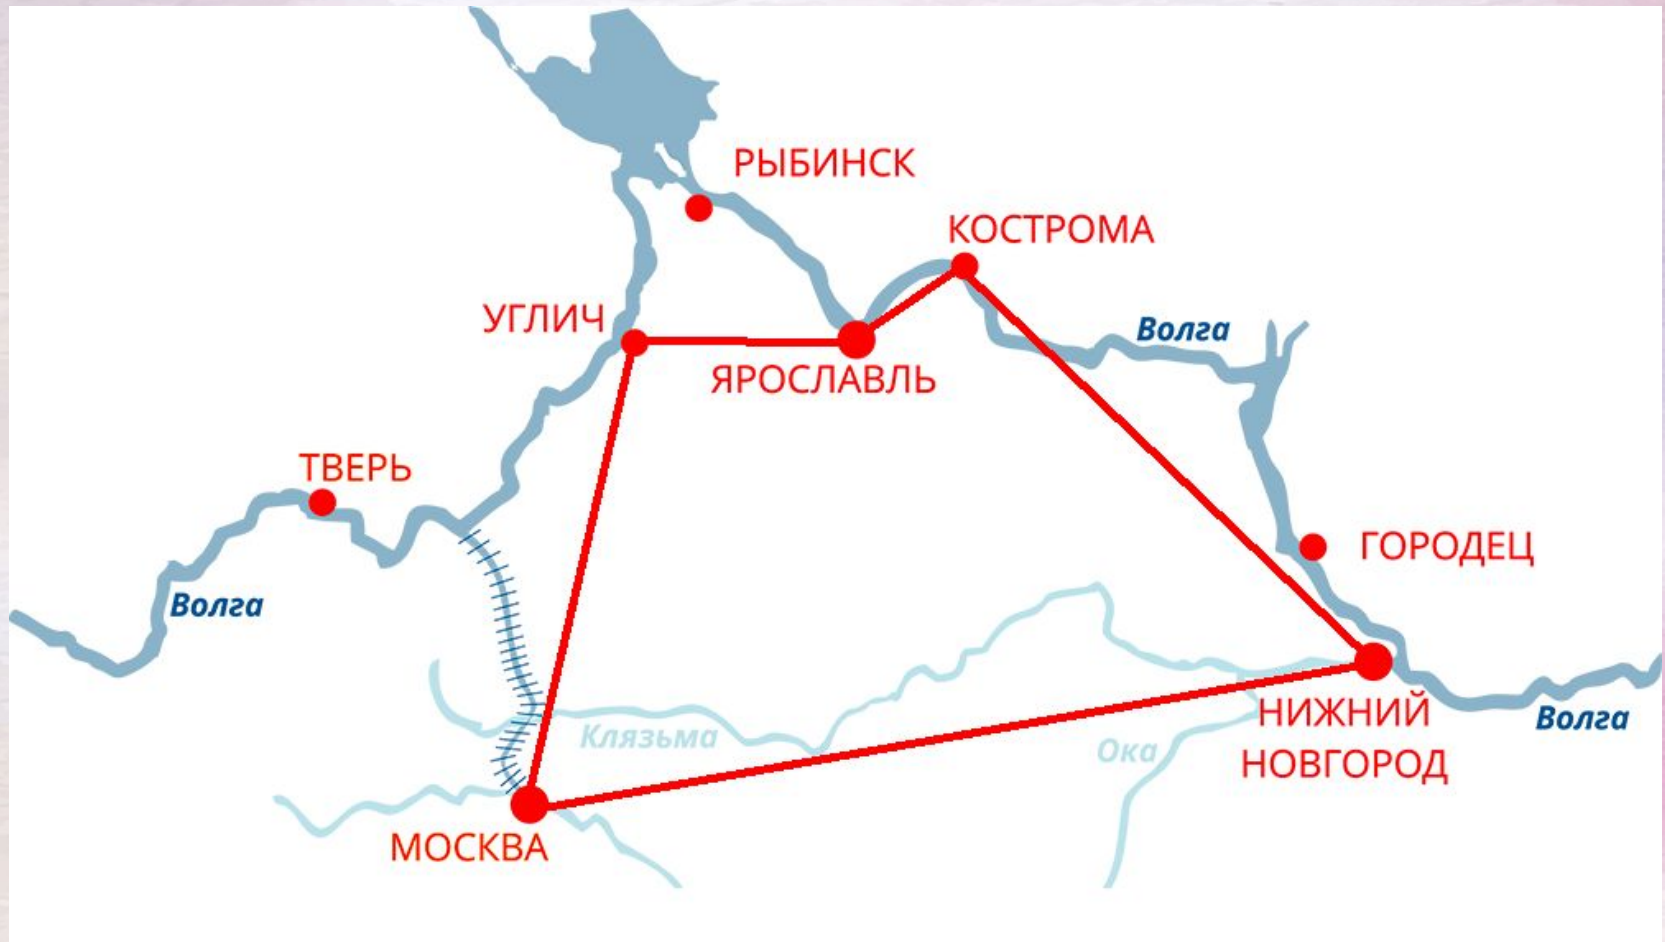 РЫБИНСК
КОСТРОМА
УГЛИЧ
Волга
ЯРОСЛАВЛЬ
ТВЕРЬ
ГОРОДЕЦ
Волга
Клязьма
Ока
НИЖНИЙ
НОВГОРОД
Волга
МОСКВА